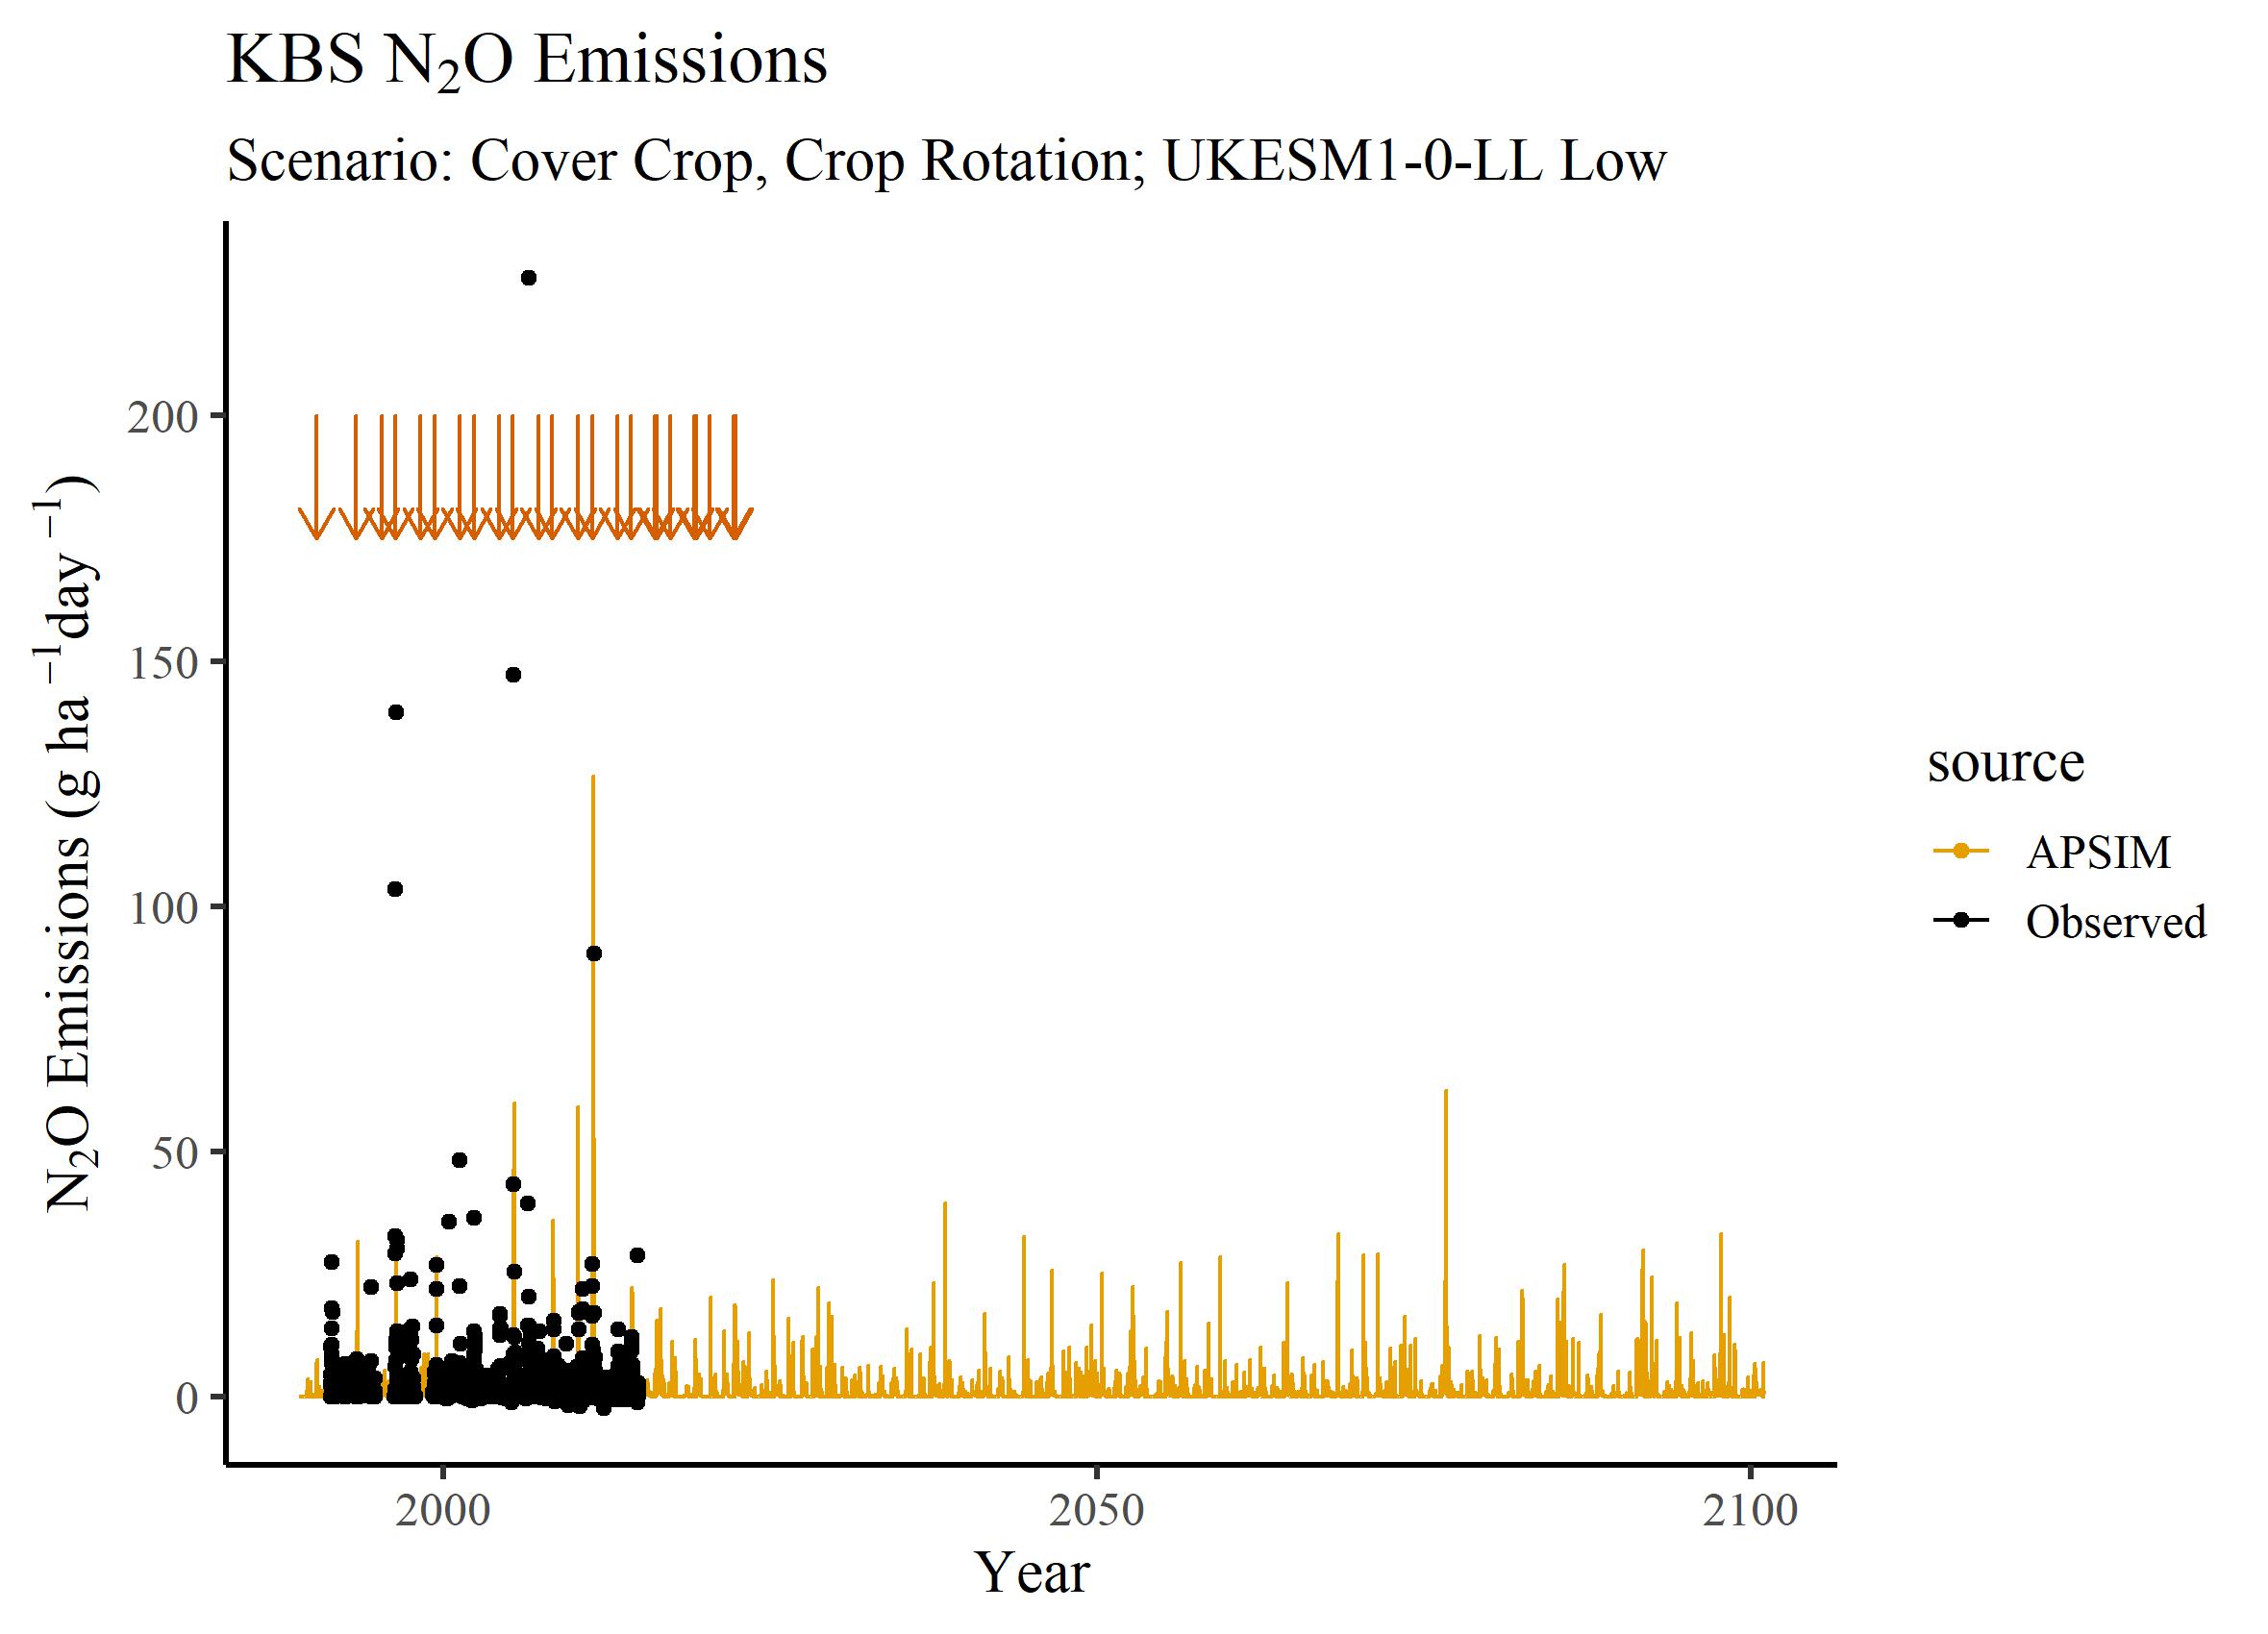 KBS N₂O Emissions
Scenario: Cover Crop, Crop Rotation; UKESM1-0-LL Low
N₂O Emissions (g ha ⁻¹day ⁻¹)
200
150
100
50
0
2000
2050
2100
Year
source
APSIM
Observed